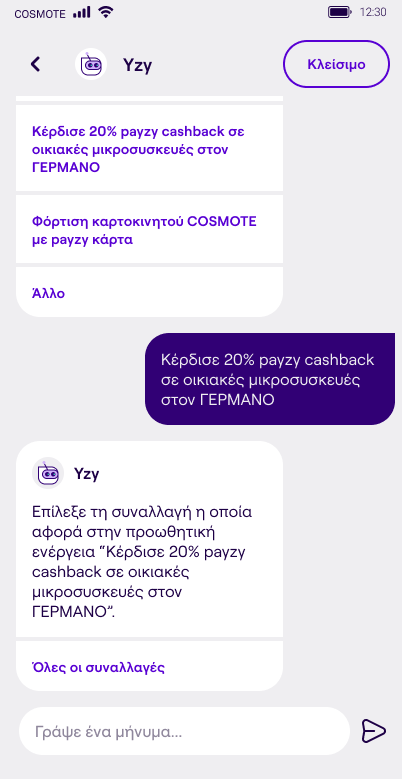 COSMOTE
12:30
Yzy
Κλείσιμο
Κέρδισε 20% payzy cashback σε
οικιακές μικροσυσκευές στον
ΓΕΡΜΑΝΟ
Φόρτιση καρτοκινητού COSMOTE
με payzy κάρτα
Άλλο
Κέρδισε 20% payzy cashback
σε οικιακές μικροσυσκευές
στον ΓΕΡΜΑΝΟ
Yzy
Επίλεξε τη συναλλαγή η οποία
αφορά στην προωθητική
ενέργεια “Κέρδισε 20% payzy
cashback σε οικιακές
μικροσυσκευές στον
ΓΕΡΜΑΝΟ”.
Όλες οι συναλλαγές
Γράψε ένα μήνυμα...